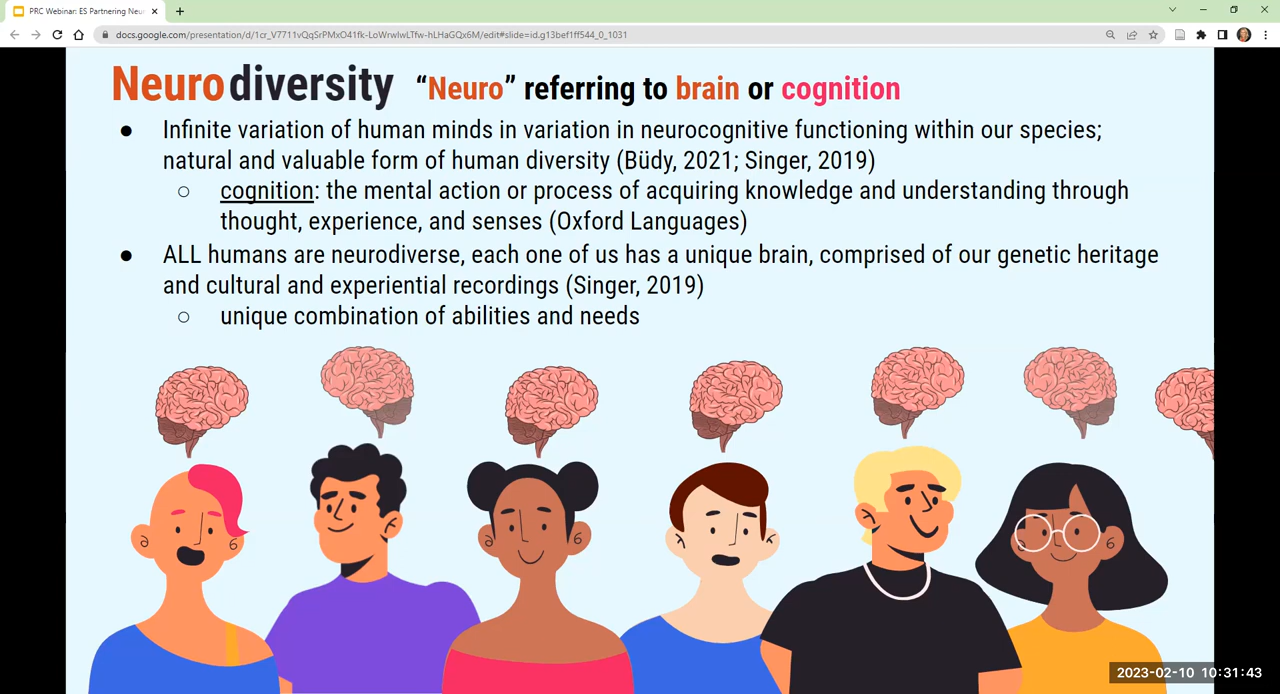 PRC Webinar: ES Partnering Neu
docs.google.com/presentation/d/1cr_V7711vQqSrPMxO41fk-LoWrwIwLTfw-hLHaGQx6M/edit#slide=id.g13bef1ff544_0_1031
Neurodiversity “Neuro” referring to brain or cognition
● Infinite variation of human minds in variation in neurocognitive functioning within our species;
natural and valuable form of human diversity (Büdy, 2021; Singer, 2019)
○ cognition: the mental action or process of acquiring knowledge and understanding through
thought, experience, and senses (Oxford Languages)
● ALL humans are neurodiverse, each one of us has a unique brain, comprised of our genetic heritage
and cultural and experiential recordings (Singer, 2019)
○ unique combination of abilities and needs
2023-02-10 10:31:43